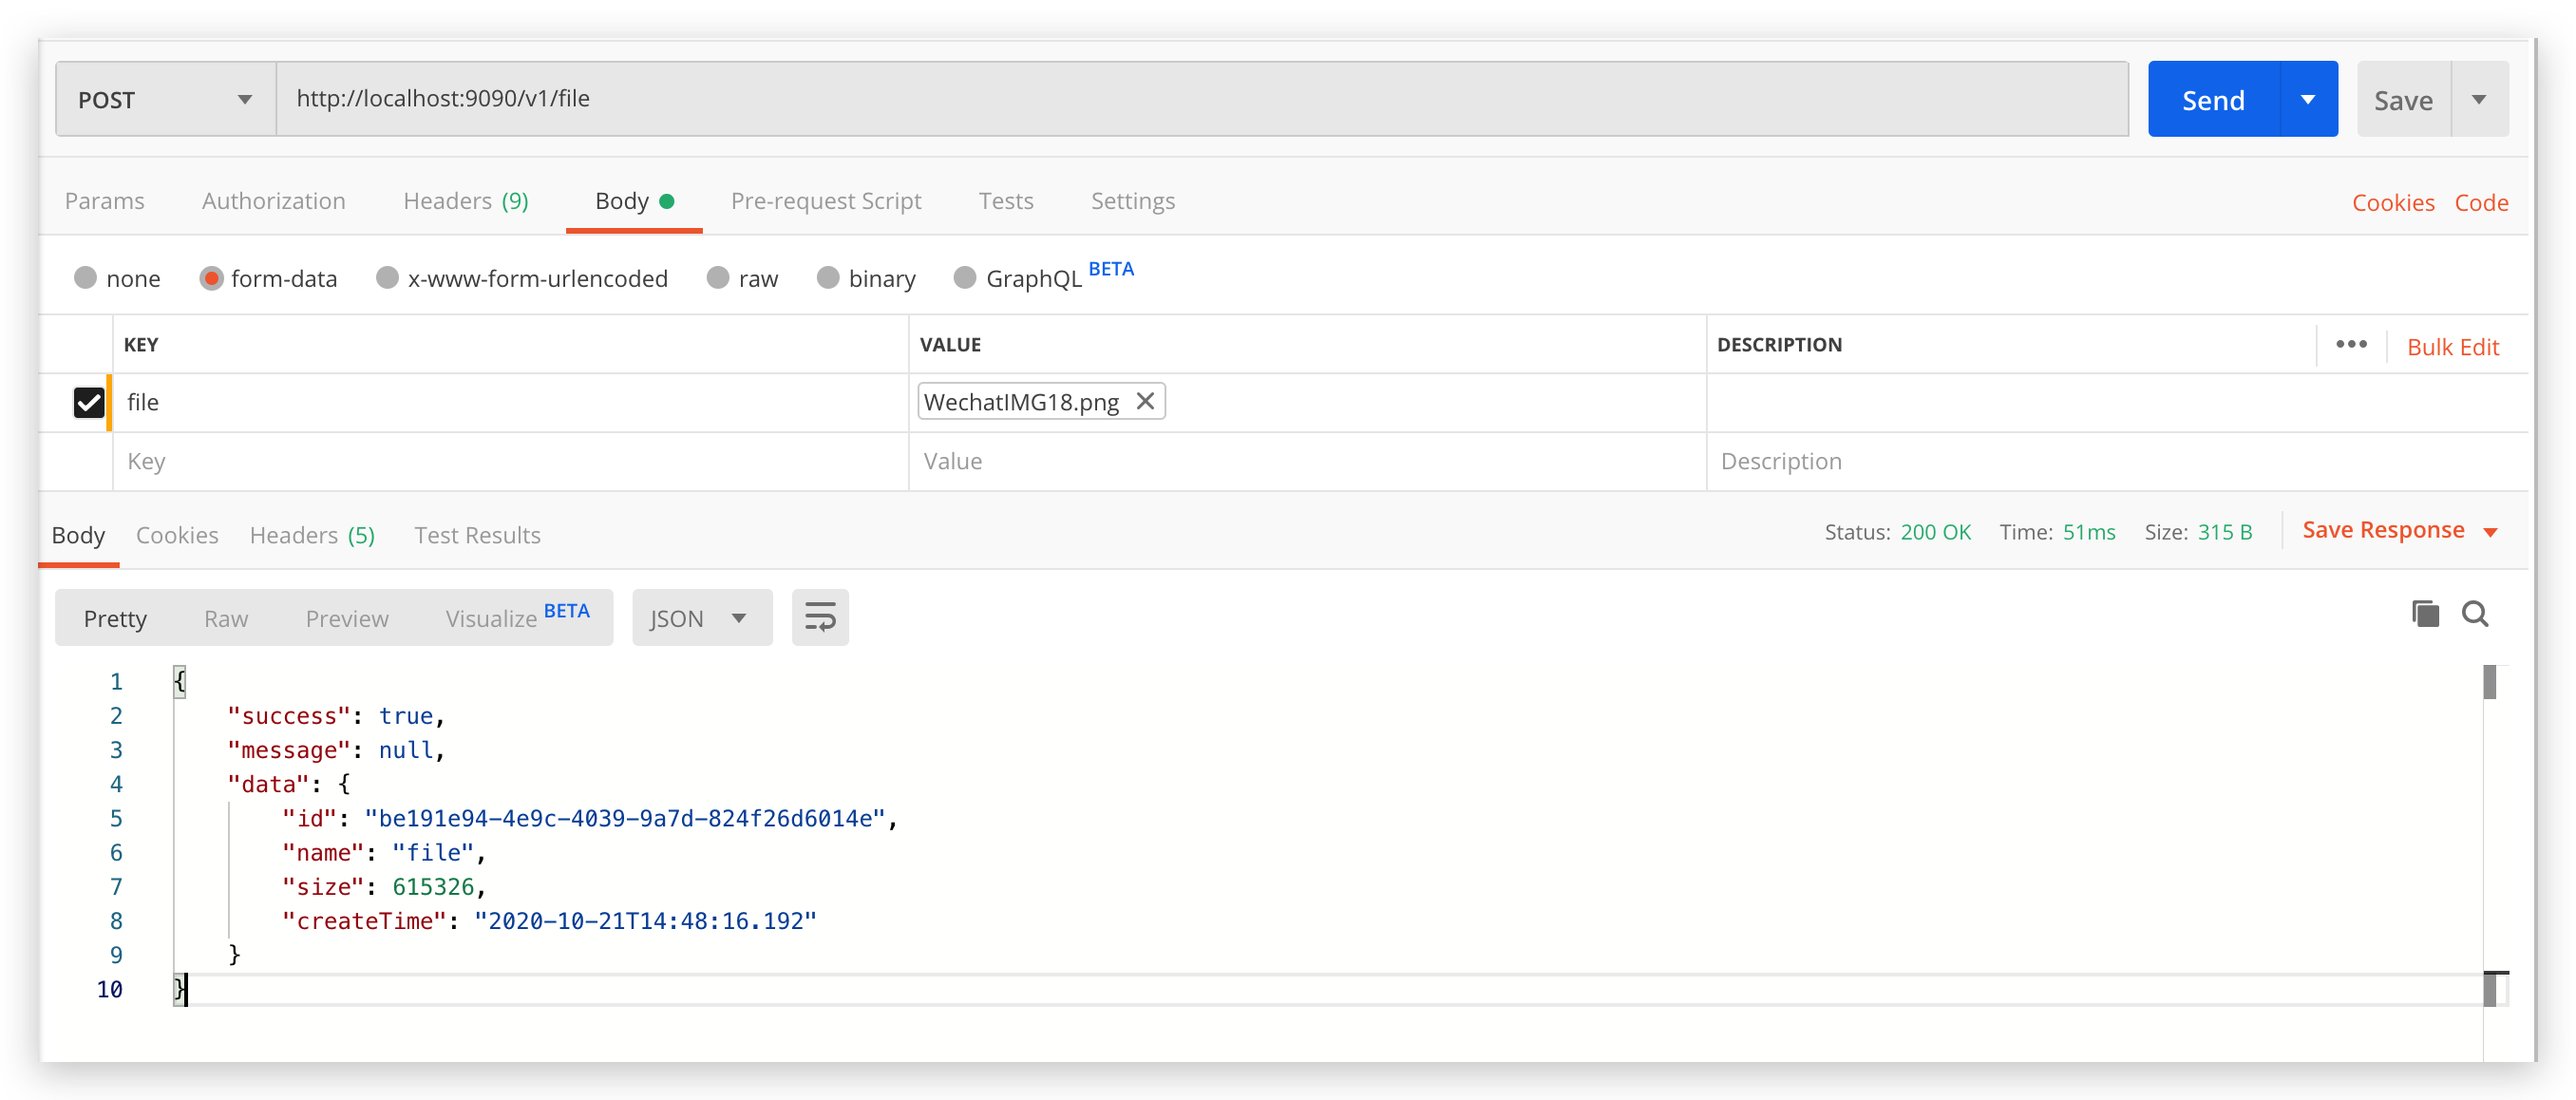 POST http://localhost:9090/v1/file Send Save
Params Authorization Headers (9) Body Pre-request Script Tests Settings Cookies Code
none form-data x-www-form-urlencoded raw binary GraphQL BETA
KEY VALUE DESCRIPTION ••• Bulk Edit
file WechatIMG18.png
Key Value Description
Body Cookies Headers (5) Test Results Status: 200 OK Time: 51ms Size: 315 B Save Response
Pretty Raw Preview Visualize BETA JSON
1 {
2 "success": true,
3 "message": null,
4 "data": {
5 "id": "be191e94-4e9c-4039-9a7d-824f26d6014e",
6 "name": "file",
7 "size": 615326,
8 "createTime": "2020-10-21T14:48:16.192"
9 }
10 }